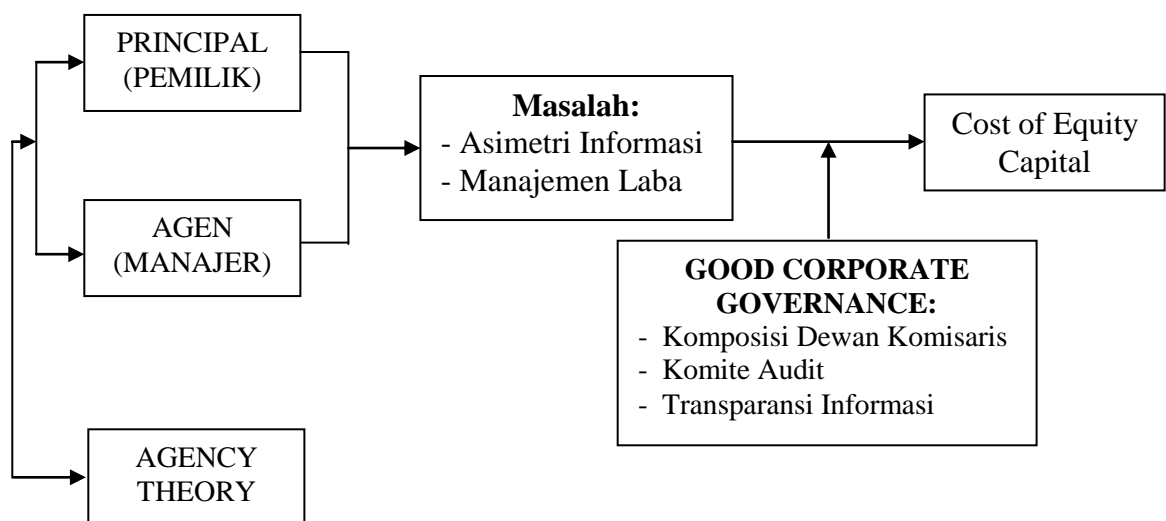 PRINCIPAL
(PEMILIK)
AGEN
(MANAJER)
AGENCY
THEORY
Masalah:
- Asimetri Informasi
- Manajemen Laba
GOOD CORPORATE
GOVERNANCE:
- Komposisi Dewan Komisaris
- Komite Audit
- Transparansi Informasi
Cost of Equity
Capital